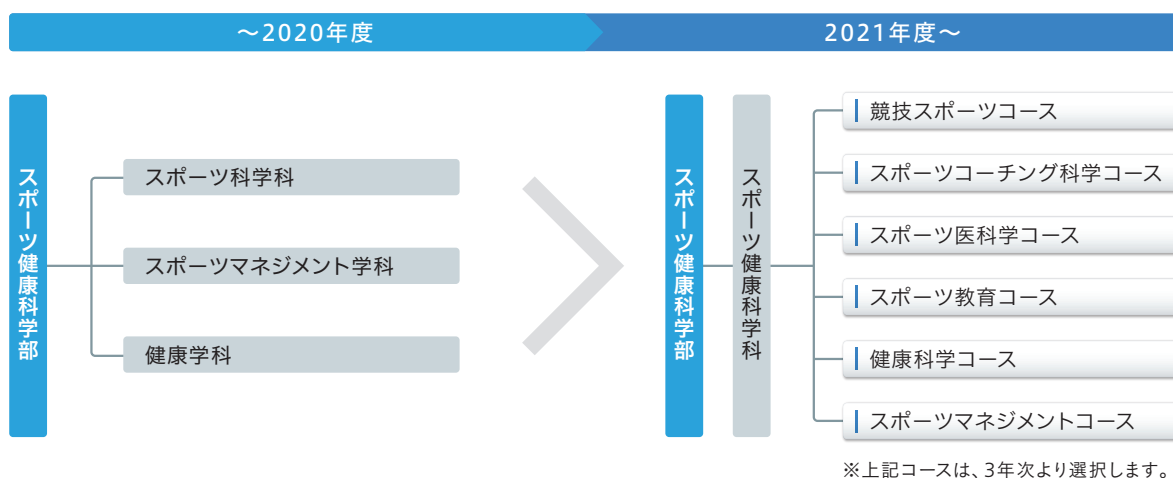 ～2020年度
2021年度～
スポーツ健康科学部
スポーツ科学科
スポーツマネジメント学科
健康学科
スポーツ健康科学部
スポーツ健康科学科
競技スポーツコース
スポーツコーチング科学コース
スポーツ医科学コース
スポーツ教育コース
健康科学コース
スポーツマネジメントコース
※上記コースは、3年次より選択します。